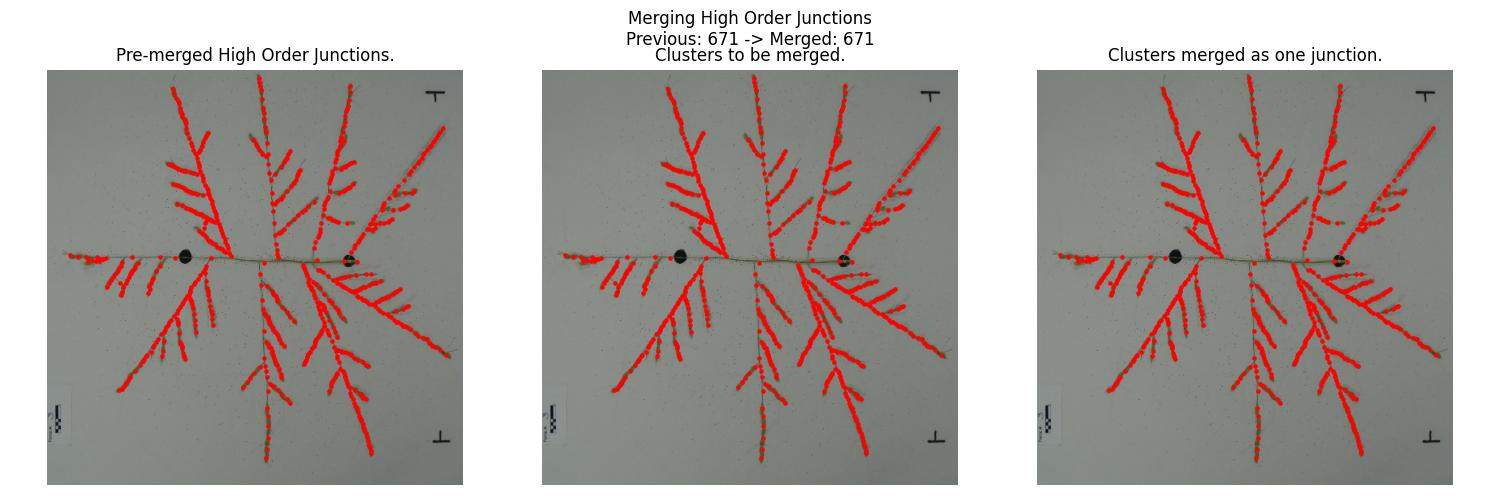 Merging High Order Junctions
Previous: 671 -> Merged: 671
Pre-merged High Order Junctions.
Clusters to be merged.
Clusters merged as one junction.